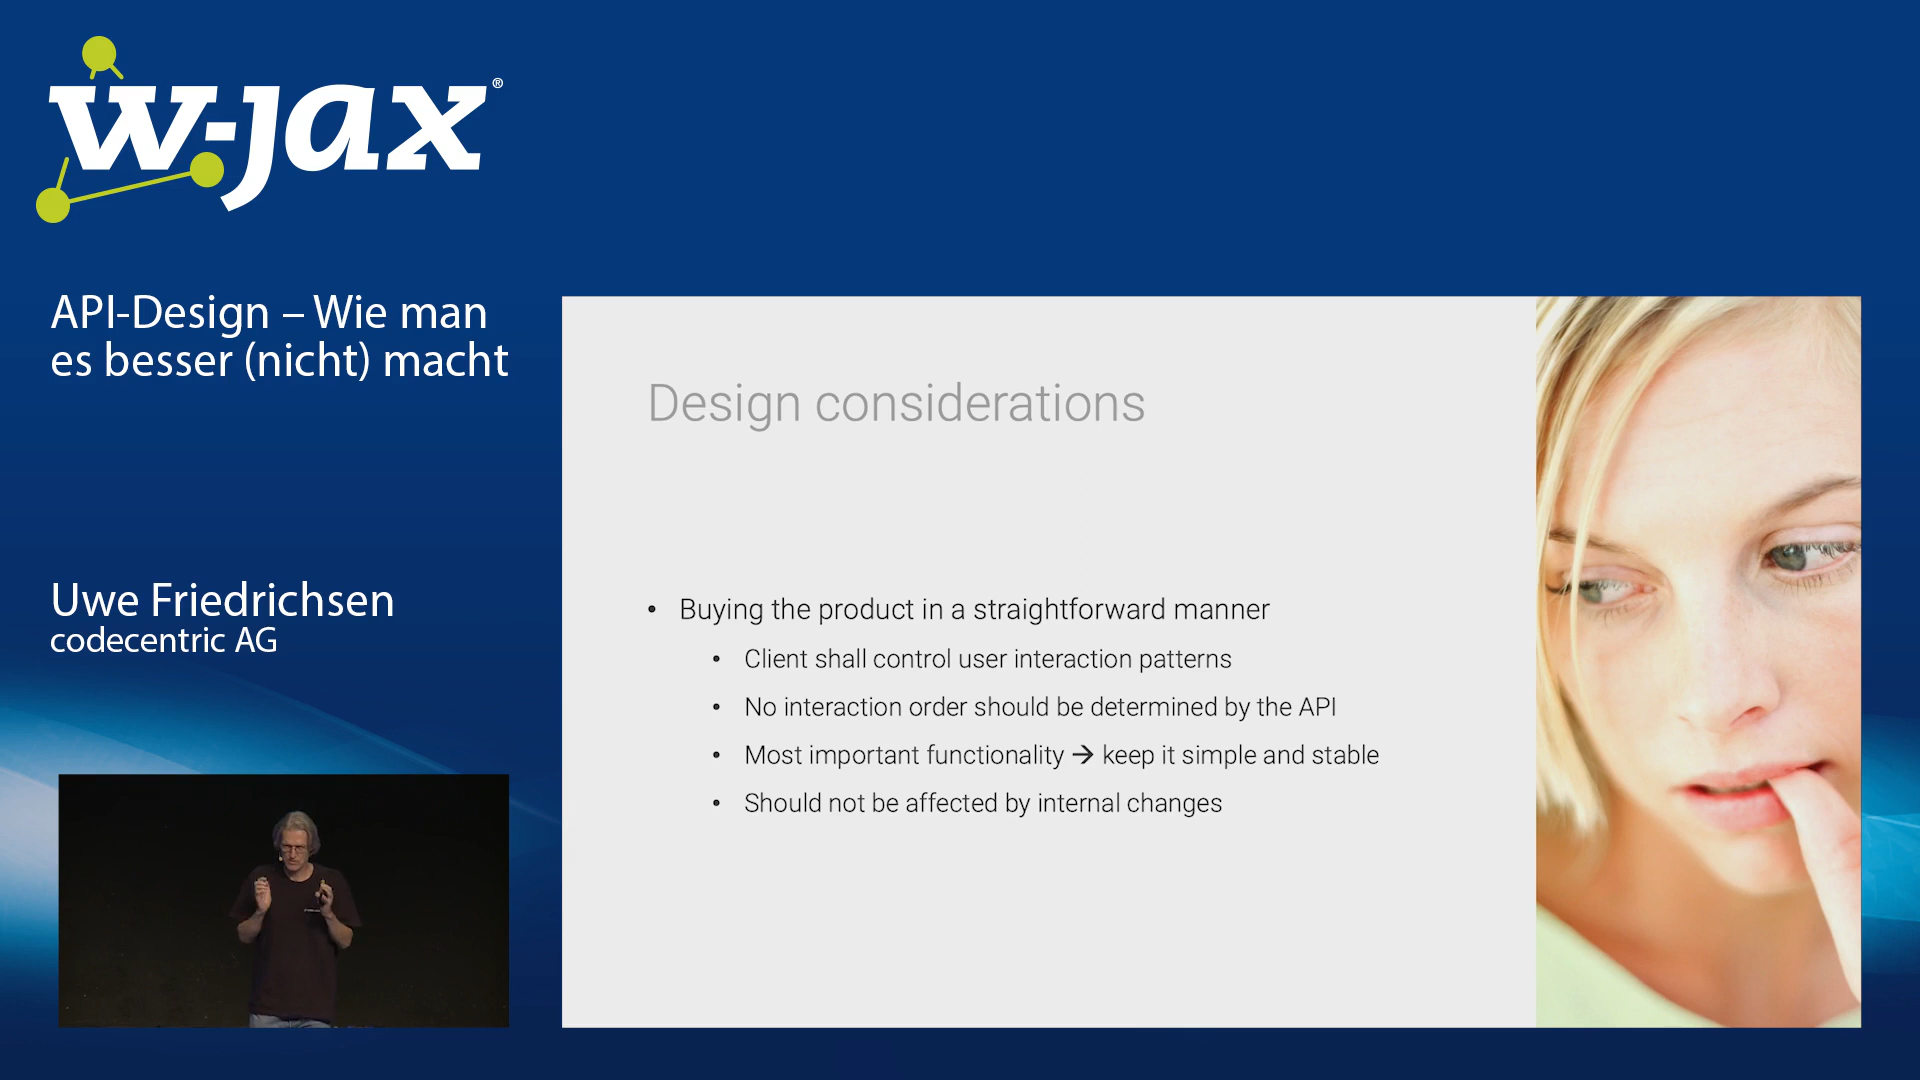 w-jax®
API-Design – Wie man
es besser (nicht) macht
Uwe Friedrichsen
codecentric AG
Design considerations
• Buying the product in a straightforward manner
• Client shall control user interaction patterns
• No interaction order should be determined by the API
• Most important functionality → keep it simple and stable
• Should not be affected by internal changes